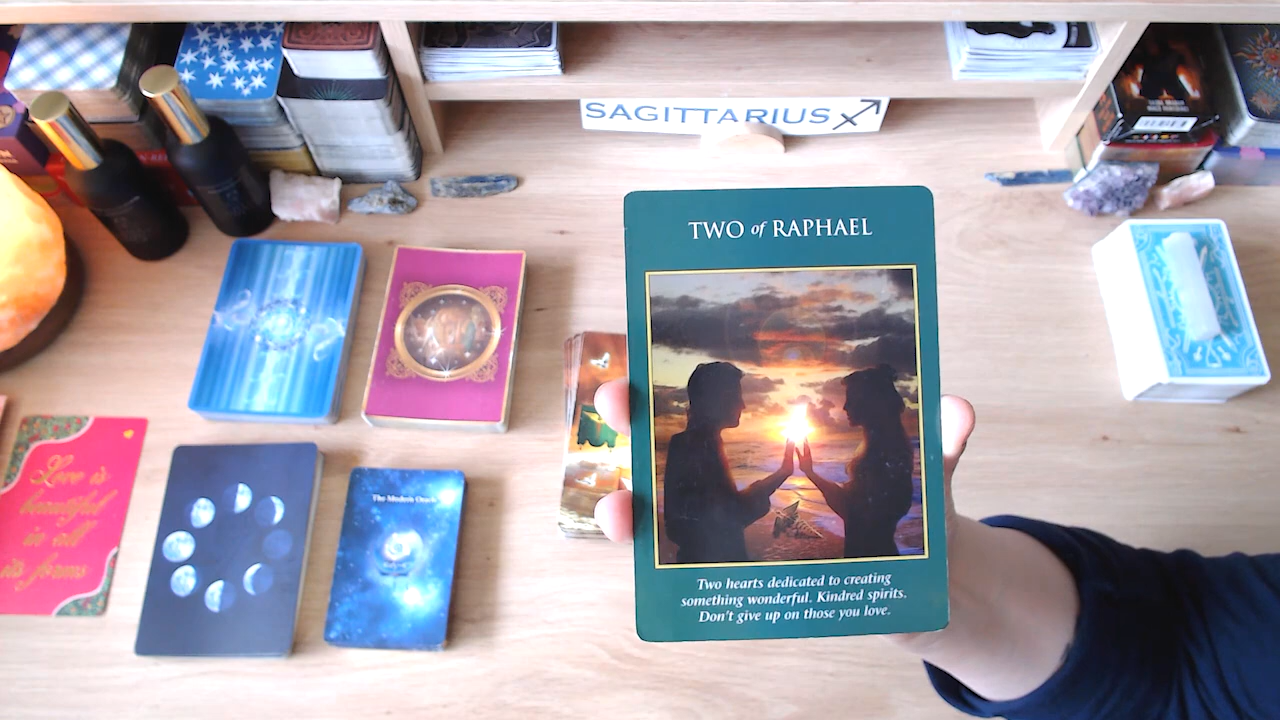 SAGITTARIUS
TWO of RAPHAEL
Two hearts dedicated to creating
something wonderful. Kindred spirits.
Don't give up on those you love.
Love is
beautiful
in all
its forms
The Modern Oracle